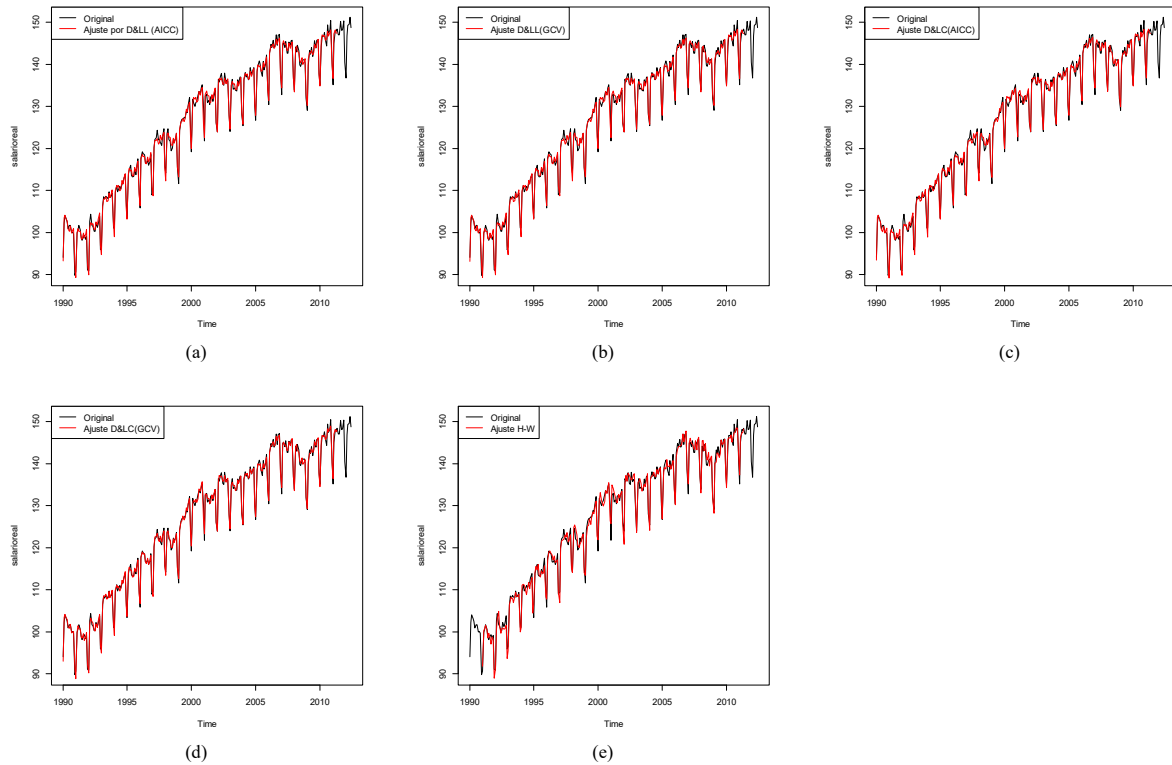 Original
Ajuste por D&LL (AICC)
salarioreal
150
140
130
120
110
100
90
1990
1995
2000
2005
2010
Time
(a)
Original
Ajuste D&LL(GCV)
salarioreal
150
140
130
120
110
100
90
1990
1995
2000
2005
2010
Time
(b)
Original
Ajuste D&LC(AICC)
salarioreal
150
140
130
120
110
100
90
1990
1995
2000
2005
2010
Time
(c)
Original
Ajuste D&LC(GCV)
salarioreal
150
140
130
120
110
100
90
1990
1995
2000
2005
2010
Time
(d)
Original
Ajuste H-W
salarioreal
150
140
130
120
110
100
90
1990
1995
2000
2005
2010
Time
(e)